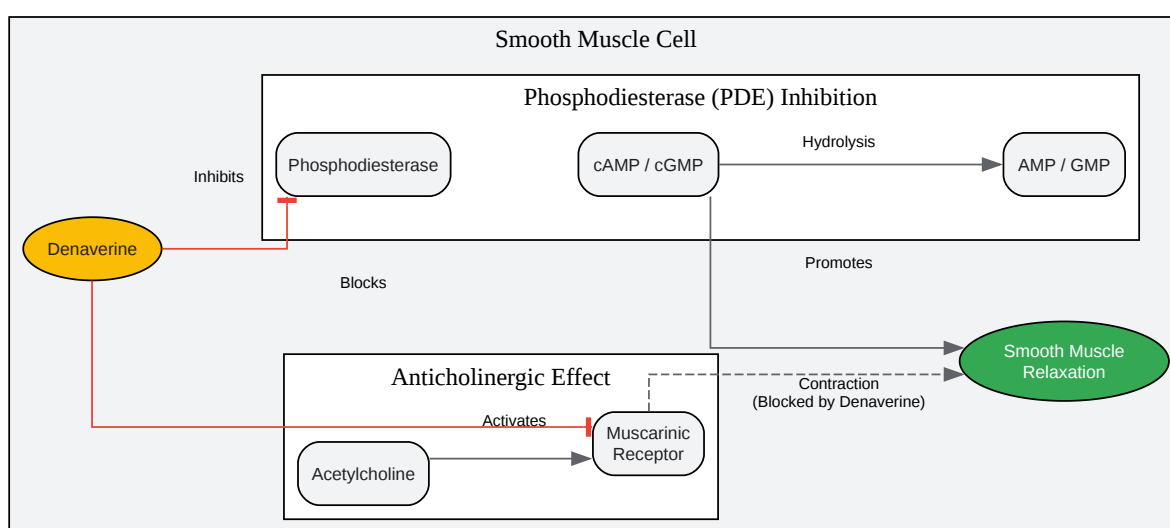 Smooth Muscle Cell
Phosphodiesterase (PDE) Inhibition
Phosphodiesterase
cAMP / cGMP
Hydrolysis
AMP / GMP
Inhibits
Denaverine
Blocks
Promotes
Smooth Muscle
Relaxation
Anticholinergic Effect
Contraction
(Blocked by Denaverine)
Activates
Muscarinic
Receptor
Acetylcholine